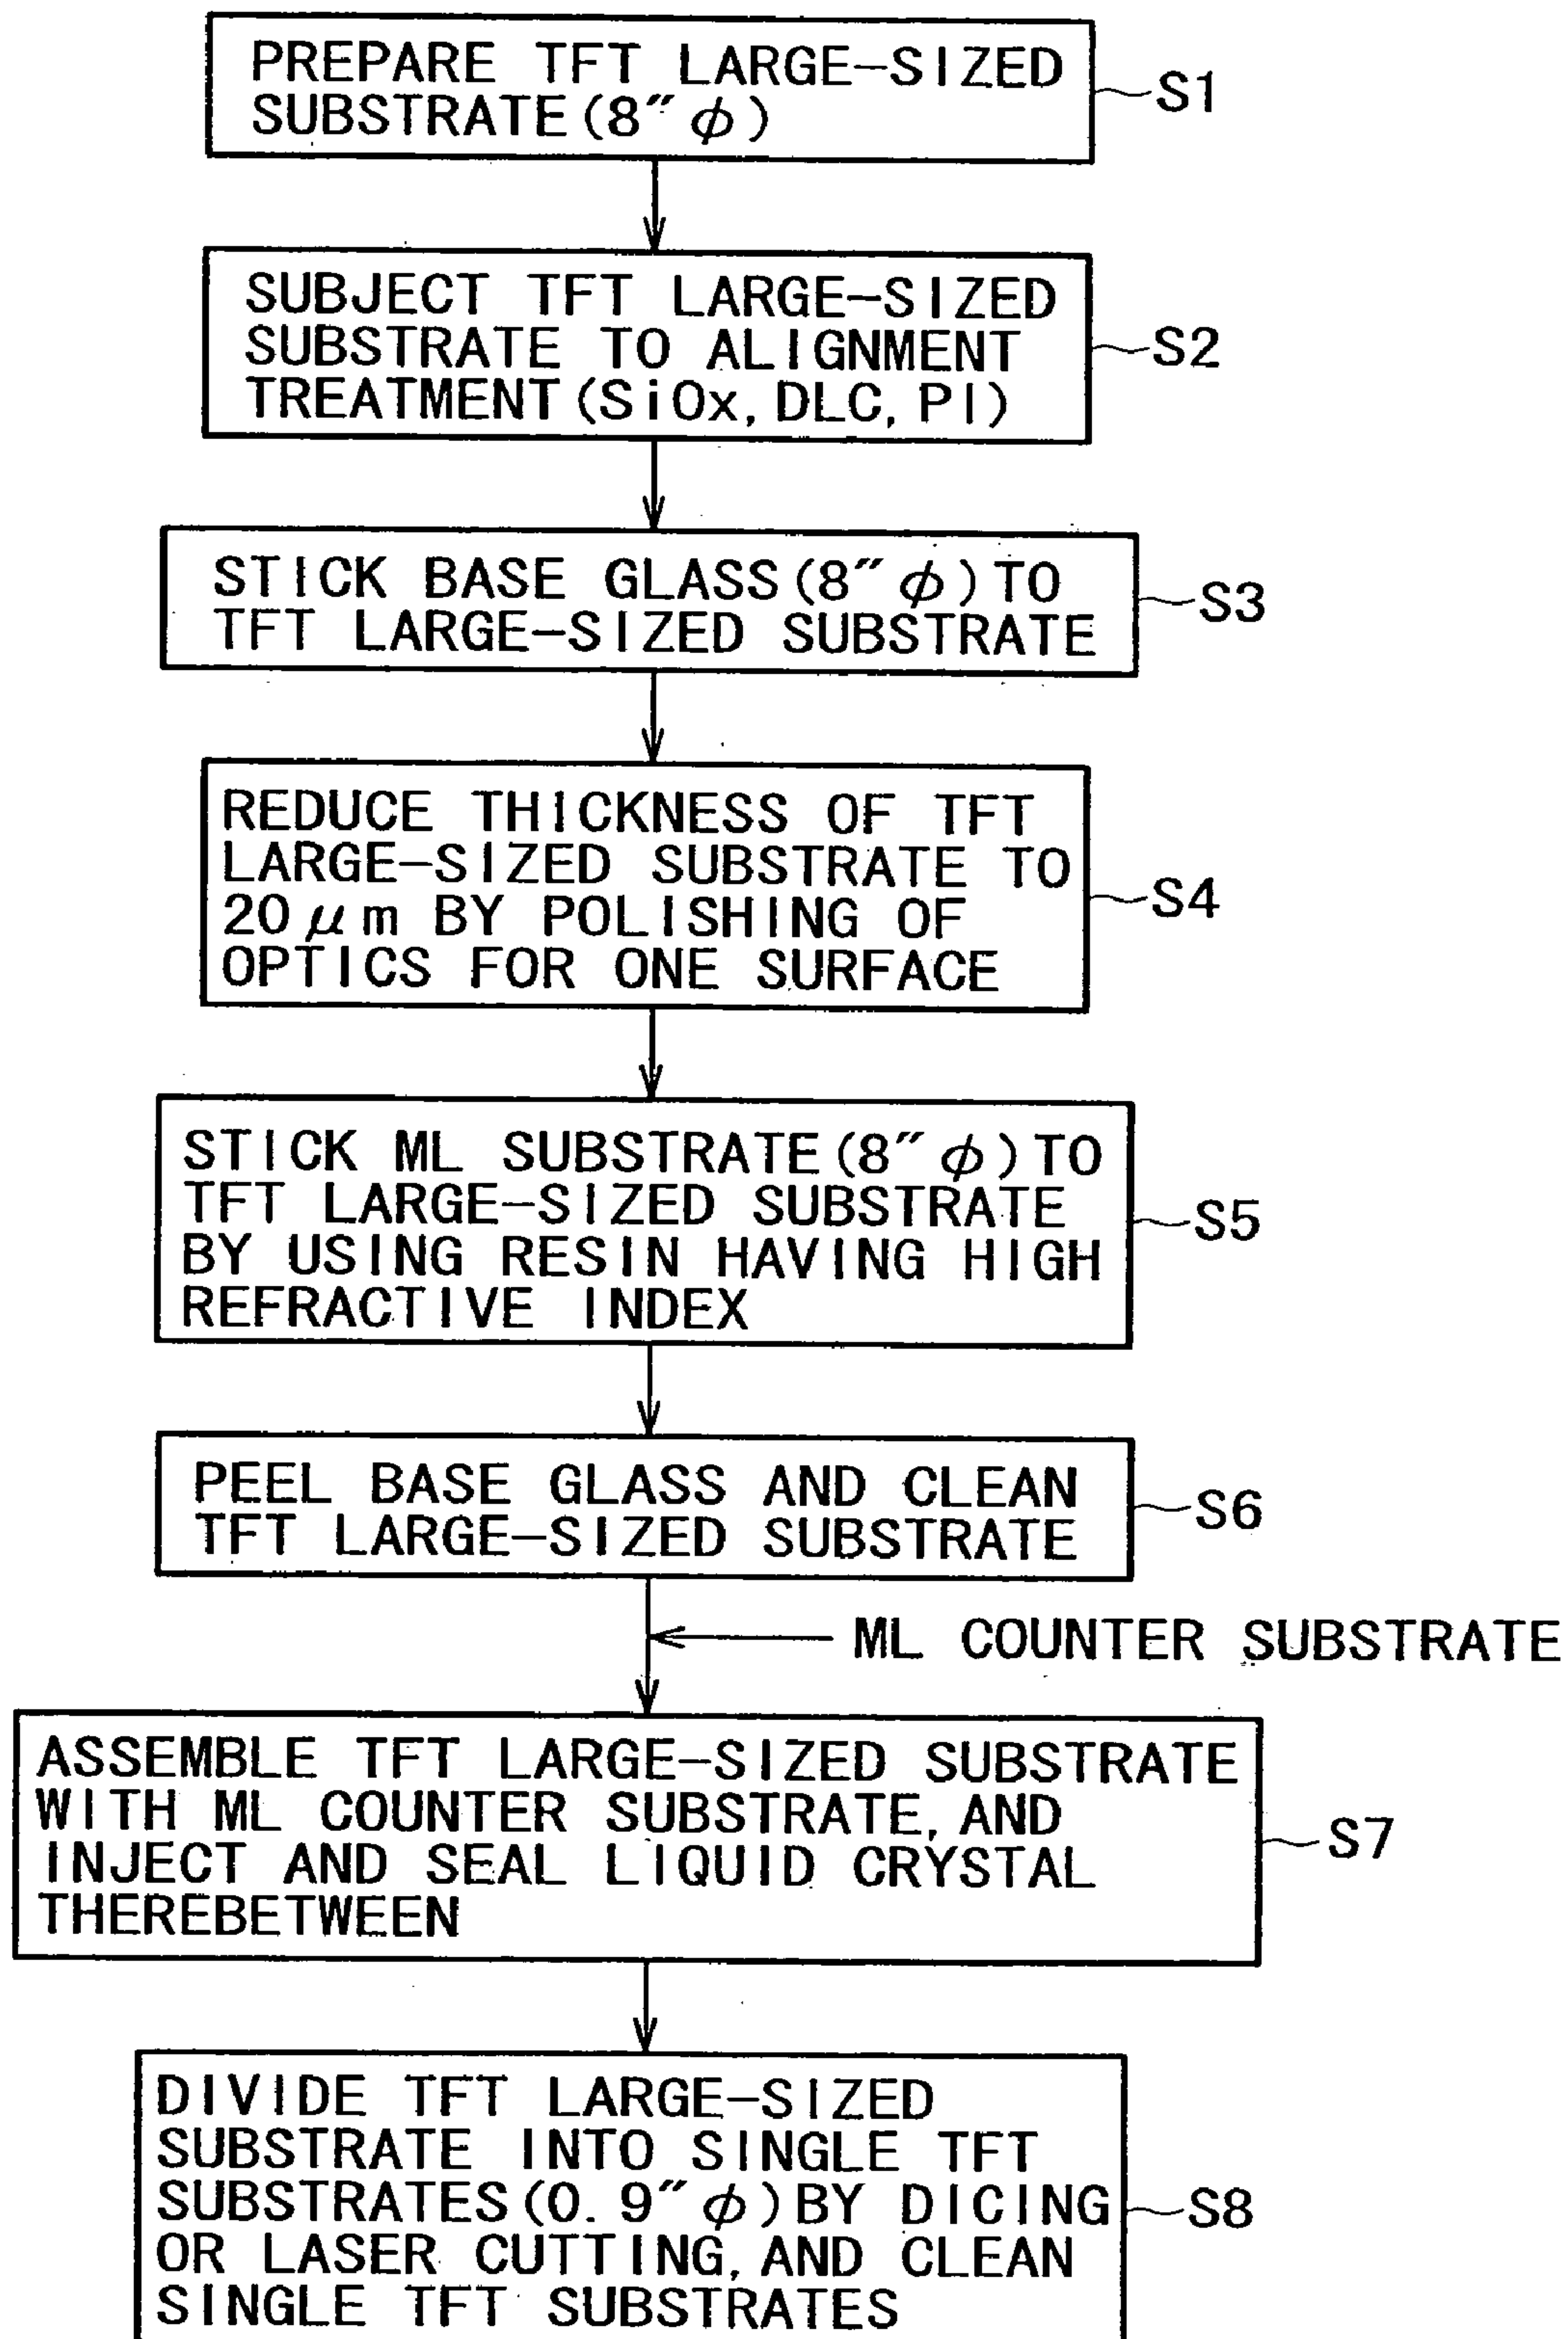 PREPARE TFT LARGE-SIZED
SUBSTRATE(8″φ)
S1
SUBJECT TFT LARGE-SIZED
SUBSTRATE TO ALIGNMENT
TREATMENT(SiOx, DLC, PI)
S2
STICK BASE GLASS(8″φ)TO
TFT LARGE-SIZED SUBSTRATE
S3
REDUCE THICKNESS OF TFT
LARGE-SIZED SUBSTRATE TO
20μm BY POLISHING OF
OPTICS FOR ONE SURFACE
S4
STICK ML SUBSTRATE(8″φ)TO
TFT LARGE-SIZED SUBSTRATE
BY USING RESIN HAVING HIGH
REFRACTIVE INDEX
S5
PEEL BASE GLASS AND CLEAN
TFT LARGE-SIZED SUBSTRATE
S6
ML COUNTER SUBSTRATE
ASSEMBLE TFT LARGE-SIZED SUBSTRATE
WITH ML COUNTER SUBSTRATE, AND
INJECT AND SEAL LIQUID CRYSTAL
THEREBETWEEN
S7
DIVIDE TFT LARGE-SIZED
SUBSTRATE INTO SINGLE TFT
SUBSTRATES(0.9″φ)BY DICING
OR LASER CUTTING, AND CLEAN
SINGLE TFT SUBSTRATES
S8